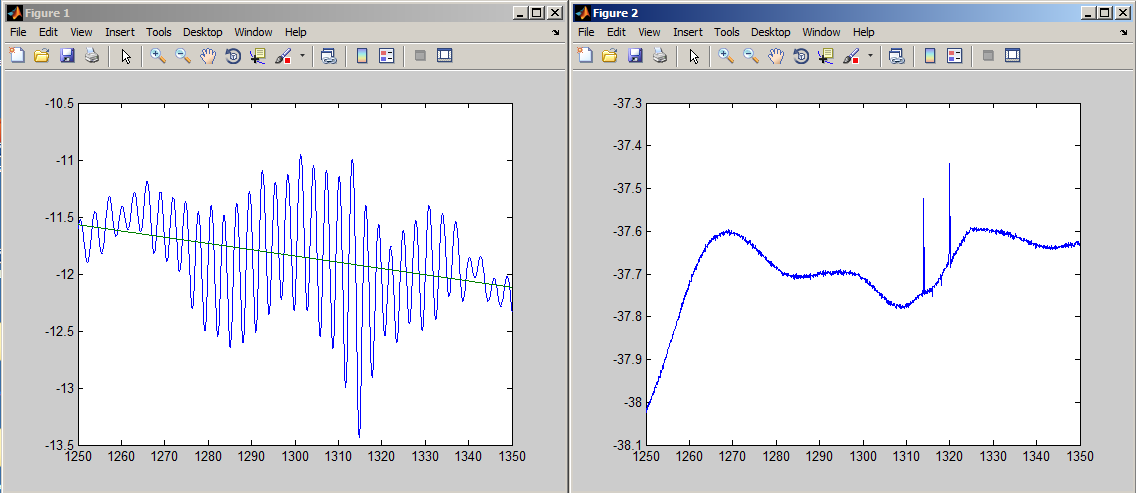 Figure 1
File Edit View Insert Tools Desktop Window Help
-10.5
-11
-11.5
-12
-12.5
-13
-13.5
1250 1260 1270 1280 1290 1300 1310 1320 1330 1340 1350
Figure 2
File Edit View Insert Tools Desktop Window Help
-37.3
-37.4
-37.5
-37.6
-37.7
-37.8
-37.9
-38
-38.1
1250 1260 1270 1280 1290 1300 1310 1320 1330 1340 1350